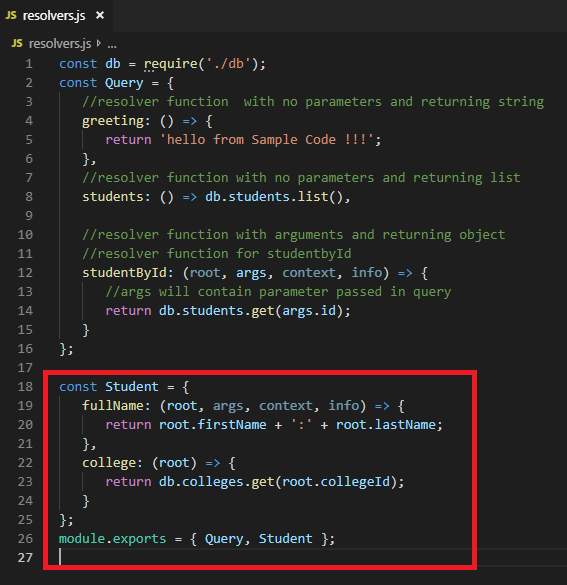 JS resolvers.js ×
JS resolvers.js > ...
1 const db = require('./db');
2 const Query = {
3 //resolver function  with no parameters and returning string
4 greeting: () => {
5 return 'hello from Sample Code !!!';
6 },
7 //resolver function with no parameters and returning list
8 students: () => db.students.list(),
9
10 //resolver function with arguments and returning object
11 //resolver function for studentbyId
12 studentById: (root, args, context, info) => {
13 //args will contain parameter passed in query
14 return db.students.get(args.id);
15 }
16 };
17
18 const Student = {
19 fullName: (root, args, context, info) => {
20 return root.firstName + ':' + root.lastName;
21 },
22 college: (root) => {
23 return db.colleges.get(root.collegeId);
24 }
25 };
26 module.exports = { Query, Student };
27